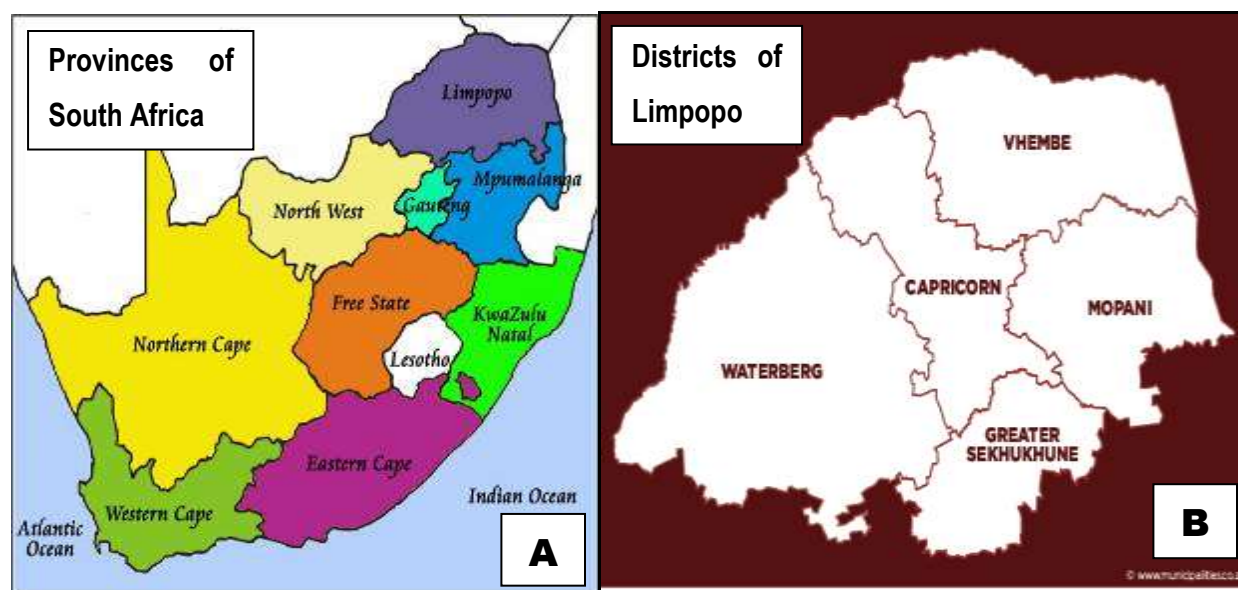 Provinces of
South Africa
Limpopo
Mpumalanga
Gauteng
North West
Free State
KwaZulu
Natal
Lesotho
Northern Cape
Eastern Cape
Western Cape
Indian Ocean
Atlantic
Ocean
A
Districts of
Limpopo
VHEMBE
CAPRICORN
MOPANI
WATERBERG
GREATER
SEKHUKHUNE
B
© www.municipalities.co.z